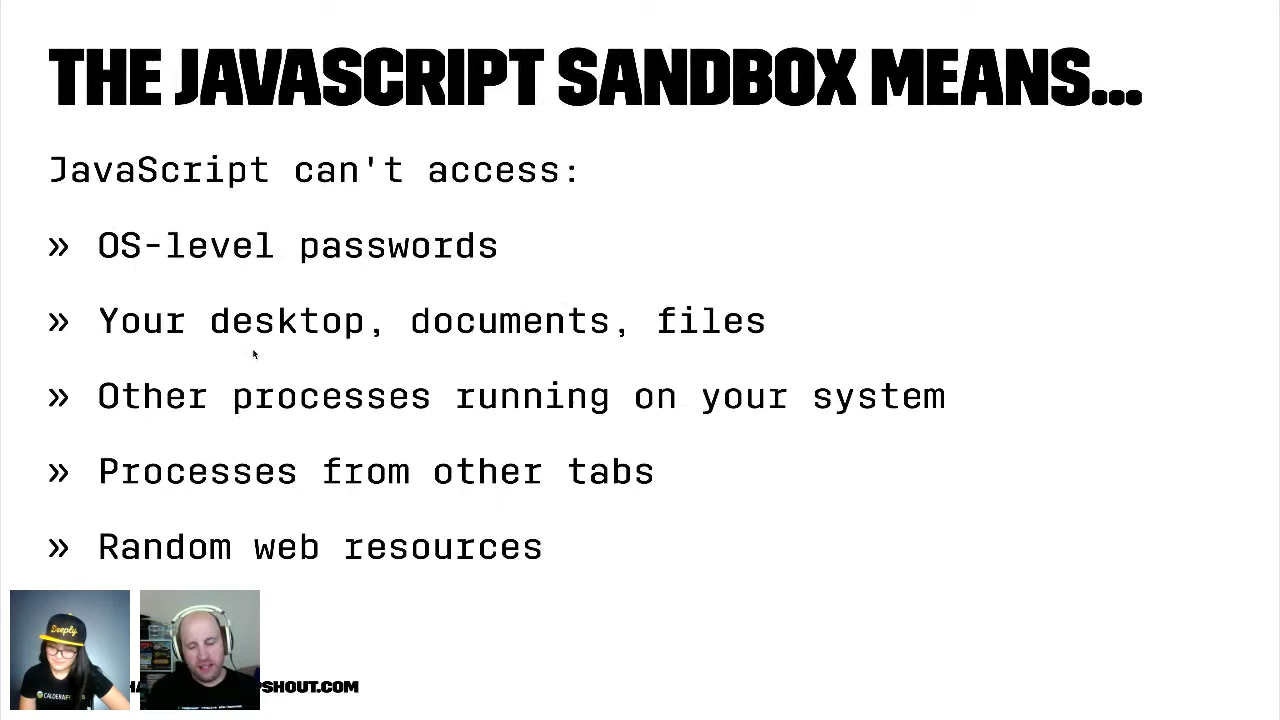 THE JAVASCRIPT SANDBOX MEANS...
JavaScript can't access:
» OS-level passwords
» Your desktop, documents, files
» Other processes running on your system
» Processes from other tabs
» Random web resources
Deeply